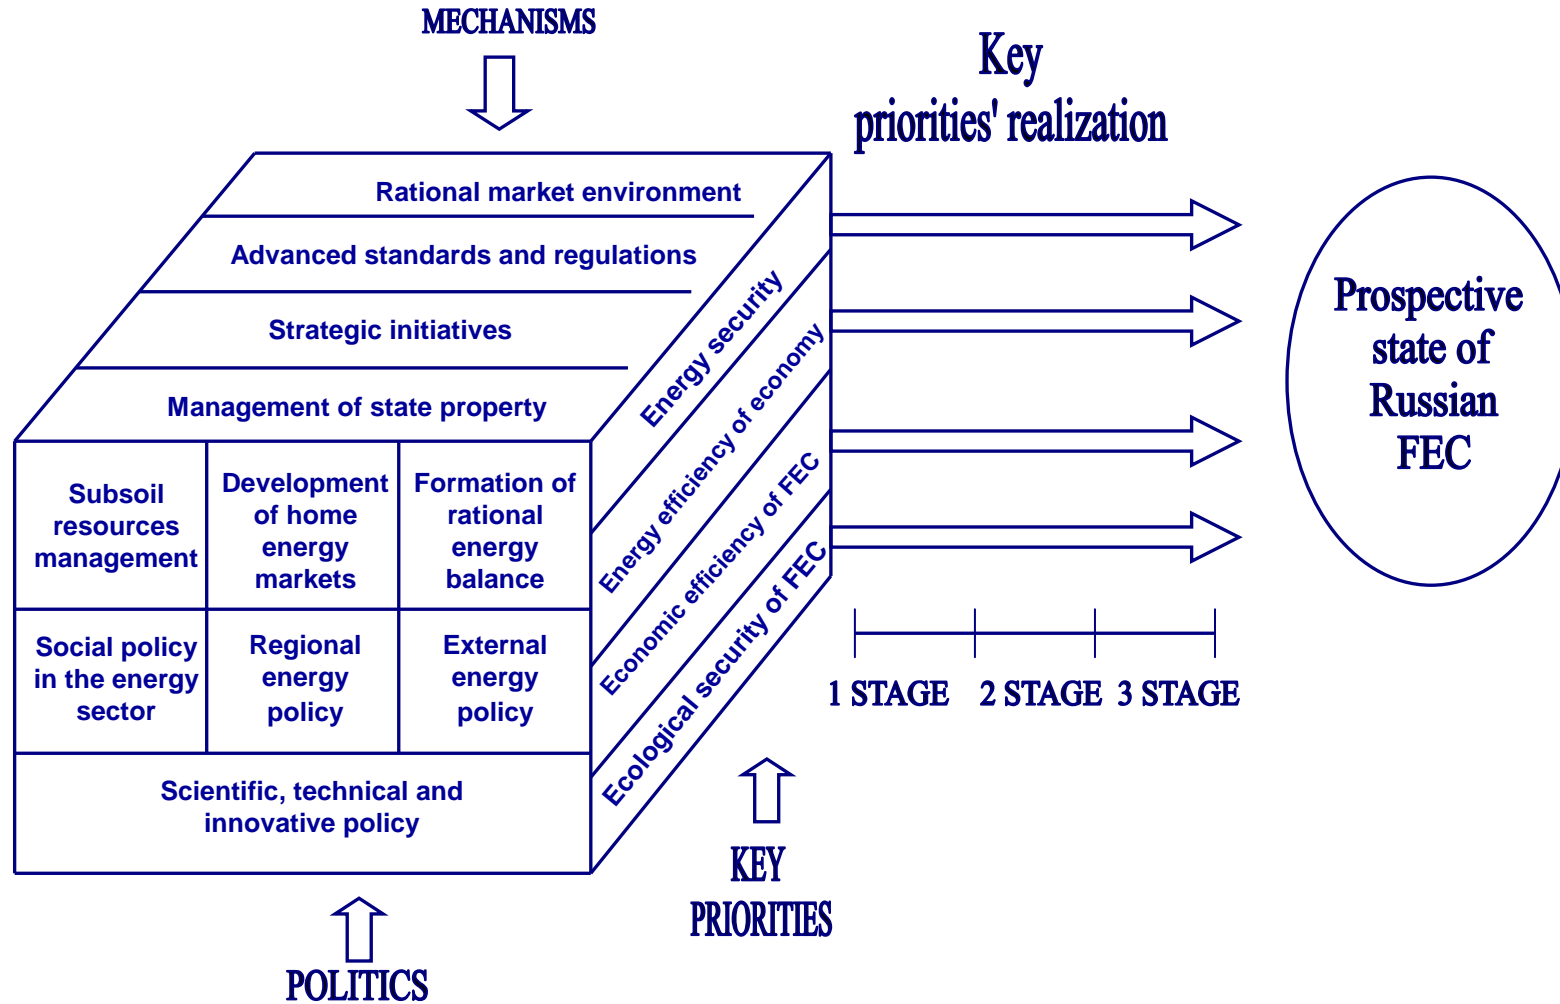 MECHANISMS
Key
priorities' realization
Rational market environment
Advanced standards and regulations
Strategic initiatives
Management of state property
Energy security
Energy efficiency of economy
Economic efficiency of FEC
Ecological security of FEC
Subsoil
resources
management
Development
of home
energy
markets
Formation of
rational
energy
balance
Social policy
in the energy
sector
Regional
energy
policy
External
energy
policy
Scientific, technical and
innovative policy
Prospective
state of
Russian
FEC
1 STAGE 2 STAGE 3 STAGE
KEY
PRIORITIES
POLITICS